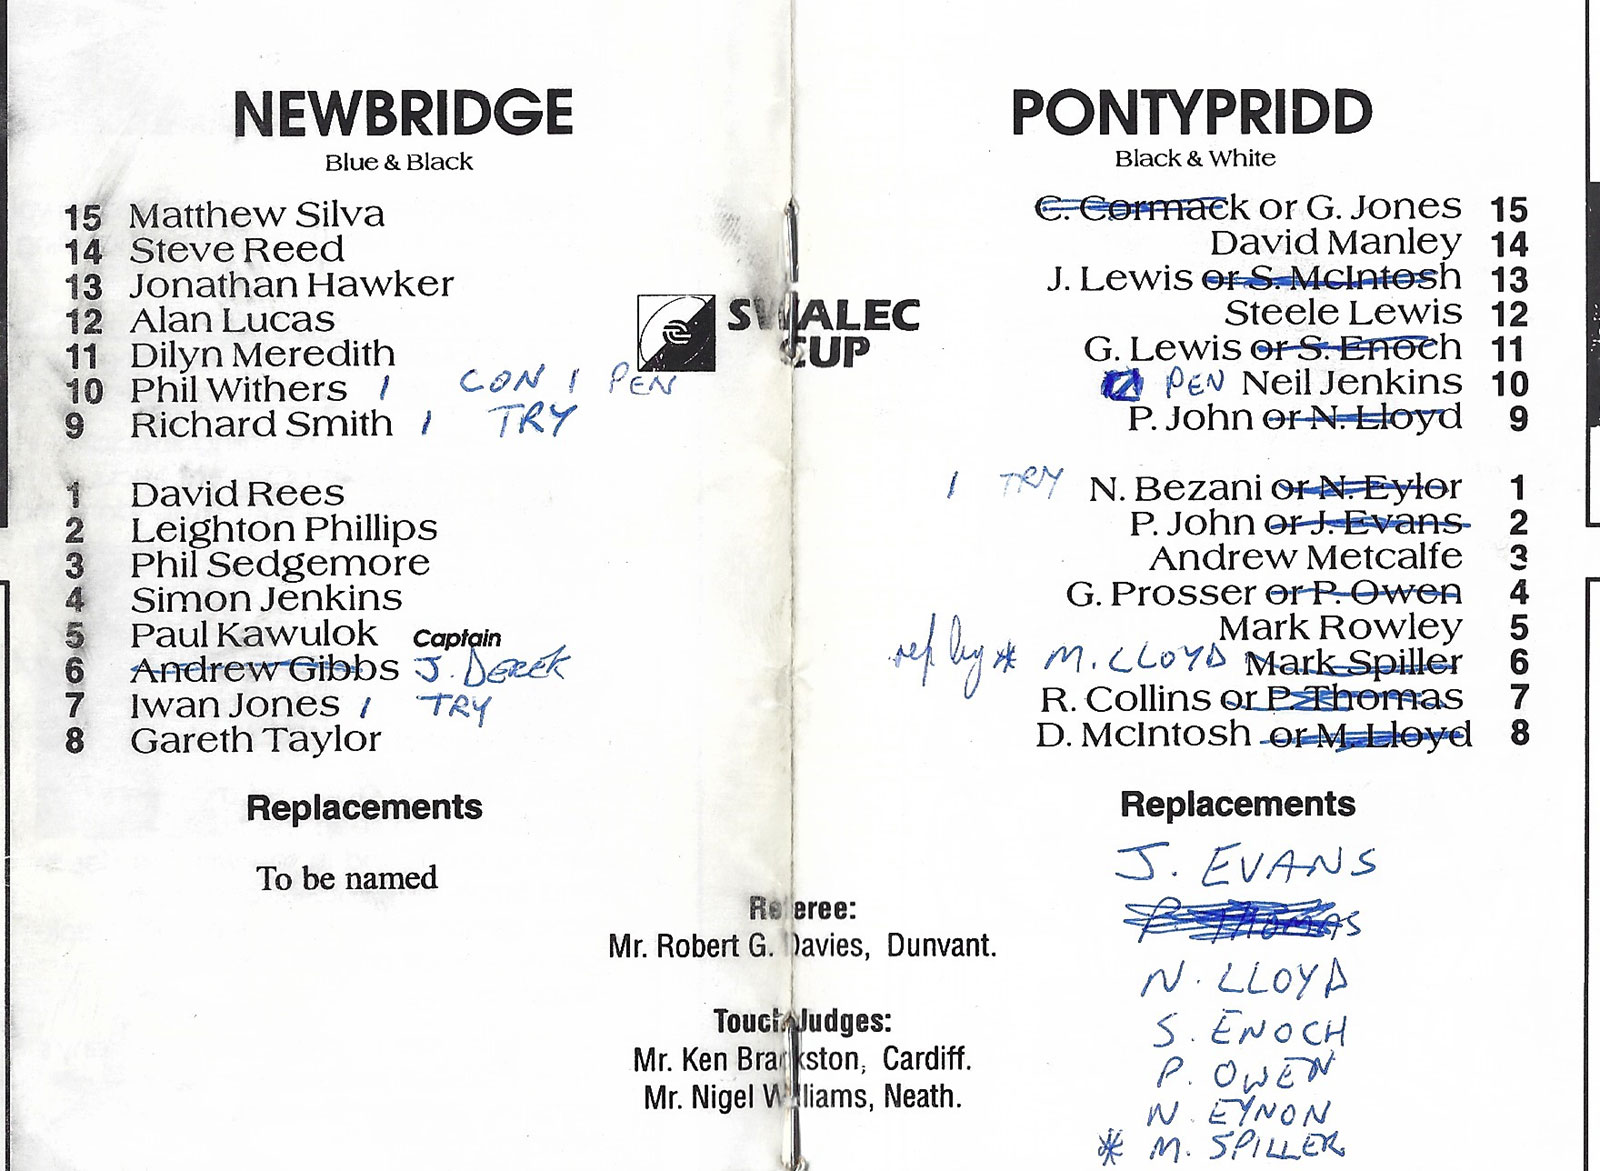 NEWBRIDGE
Blue & Black
15 Matthew Silva
14 Steve Reed
13 Jonathan Hawker
12 Alan Lucas
11 Dilyn Meredith
10 Phil Withers 1 CON 1 PEN
9 Richard Smith 1 TRY
1 David Rees
2 Leighton Phillips
3 Phil Sedgemore
4 Simon Jenkins
5 Paul Kawulok Captain
6 Andrew Gibbs J. DEREK
7 Iwan Jones 1 TRY
8 Gareth Taylor
Replacements
To be named
SWALEC
CUP
Referee:
Mr. Robert G. Davies, Dunvant.
Touch Judges:
Mr. Ken Brackston, Cardiff.
Mr. Nigel Williams, Neath.
PONTYPRIDD
Black & White
C. Cormack or G. Jones 15
David Manley 14
J. Lewis or S. McIntosh 13
Steele Lewis 12
G. Lewis or S. Enoch 11
PEN Neil Jenkins 10
P. John or N. Lloyd 9
1 TRY N. Bezani or N. Eylor 1
P. John or J. Evans 2
Andrew Metcalfe 3
G. Prosser or P. Owen 4
Mark Rowley 5
rep by * M. LLOYD Mark Spiller 6
R. Collins or P. Thomas 7
D. McIntosh or M. Lloyd 8
Replacements
J. EVANS
P. THOMAS
N. LLOYD
S. ENOCH
P. OWEN
N. EYNON
* M. SPILLER